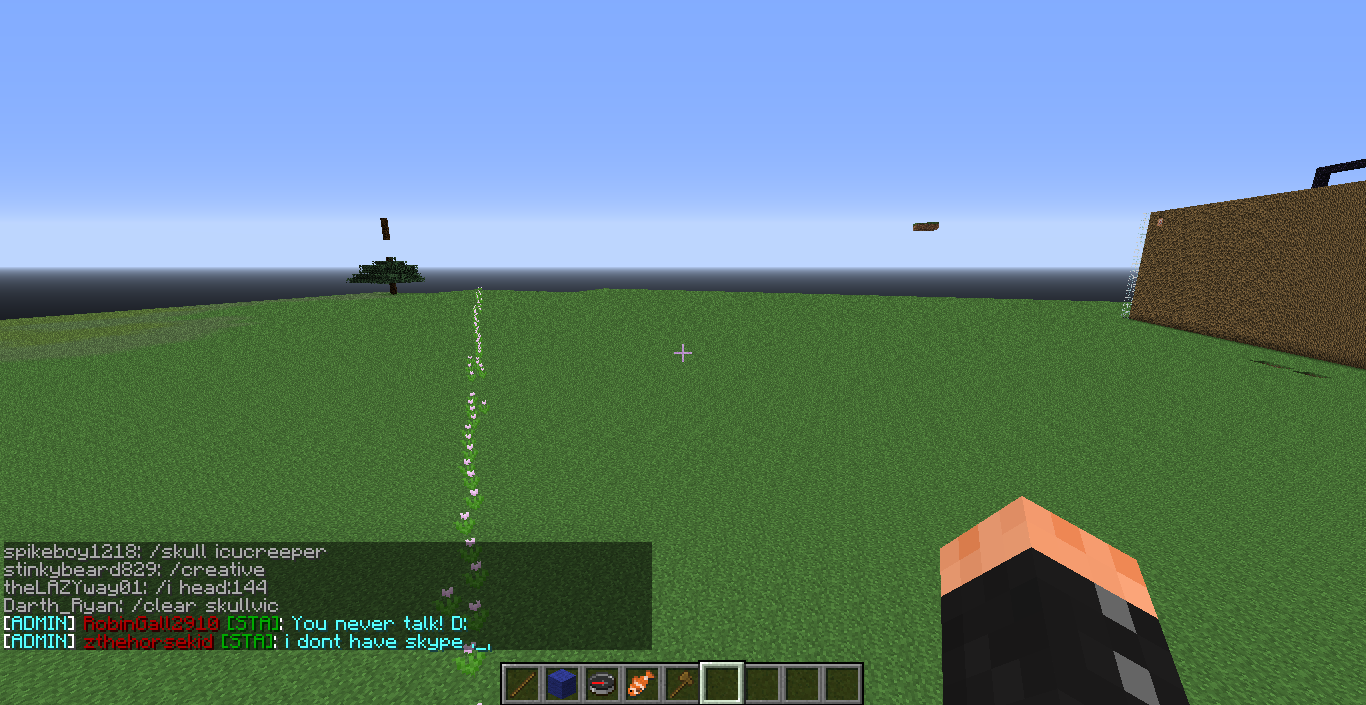 spikeboy1218: /skull icucreeper
stinkybeard829: /creative
theLAZYway01: /i head:144
Darth_Ryan: /clear skullvic
[ADMIN] RobinGall2910 [STA]: You never talk! D:
[ADMIN] zthehorsekid [STA]: i dont have skype ._.